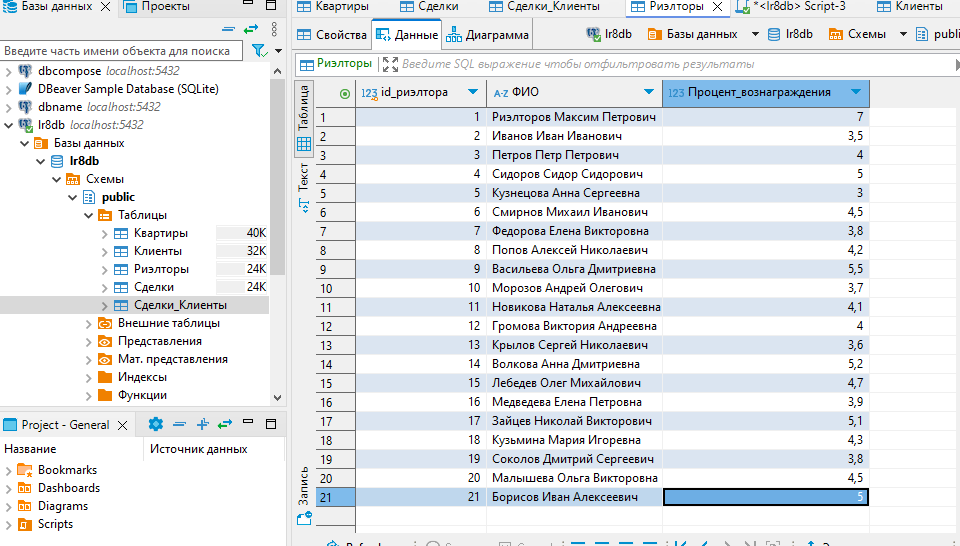 Базы данных Проекты
Введите часть имени объекта для поиска
dbcompose localhost:5432
DBeaver Sample Database (SQLite)
dbname localhost:5432
lr8db localhost:5432
Базы данных
lr8db
Схемы
public
Таблицы
Квартиры 40K
Клиенты 32K
Риэлторы 24K
Сделки 24K
Сделки_Клиенты
Внешние таблицы
Представления
Мат. представления
Индексы
Функции
Project - General
Название Источник данных
Bookmarks
Dashboards
Diagrams
Scripts
Квартиры Сделки Сделки_Клиенты Риэлторы *<lr8db> Script-3 Клиенты
Свойства Данные Диаграмма lr8db Базы данных lr8db Схемы publi
Риэлторы Введите SQL выражение чтобы отфильтровать результаты
Таблица
Текст
Запись
123 id_риэлтора A-Z ФИО 123 Процент_вознаграждения
1 1 Риэлторов Максим Петрович 7
2 2 Иванов Иван Иванович 3,5
3 3 Петров Петр Петрович 4
4 4 Сидоров Сидор Сидорович 5
5 5 Кузнецова Анна Сергеевна 3
6 6 Смирнов Михаил Иванович 4,5
7 7 Федорова Елена Викторовна 3,8
8 8 Попов Алексей Николаевич 4,2
9 9 Васильева Ольга Дмитриевна 5,5
10 10 Морозов Андрей Олегович 3,7
11 11 Новикова Наталья Алексеевна 4,1
12 12 Громова Виктория Андреевна 4
13 13 Крылов Сергей Николаевич 3,6
14 14 Волкова Анна Дмитриевна 5,2
15 15 Лебедев Олег Михайлович 4,7
16 16 Медведева Елена Петровна 3,9
17 17 Зайцев Николай Викторович 5,1
18 18 Кузьмина Мария Игоревна 4,3
19 19 Соколов Дмитрий Сергеевич 3,8
20 20 Малышева Ольга Викторовна 4,5
21 21 Борисов Иван Алексеевич 5